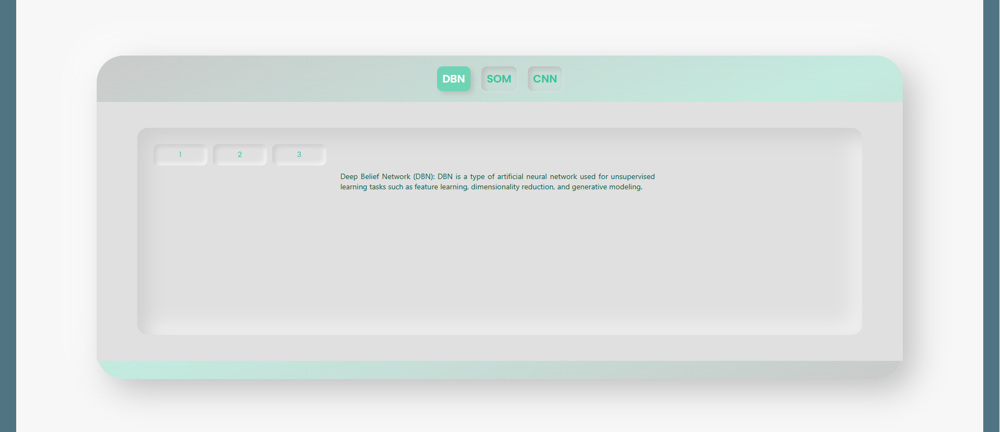 DBN SOM CNN
1 2 3
Deep Belief Network (DBN): DBN is a type of artificial neural network used for unsupervised
learning tasks such as feature learning, dimensionality reduction, and generative modeling.